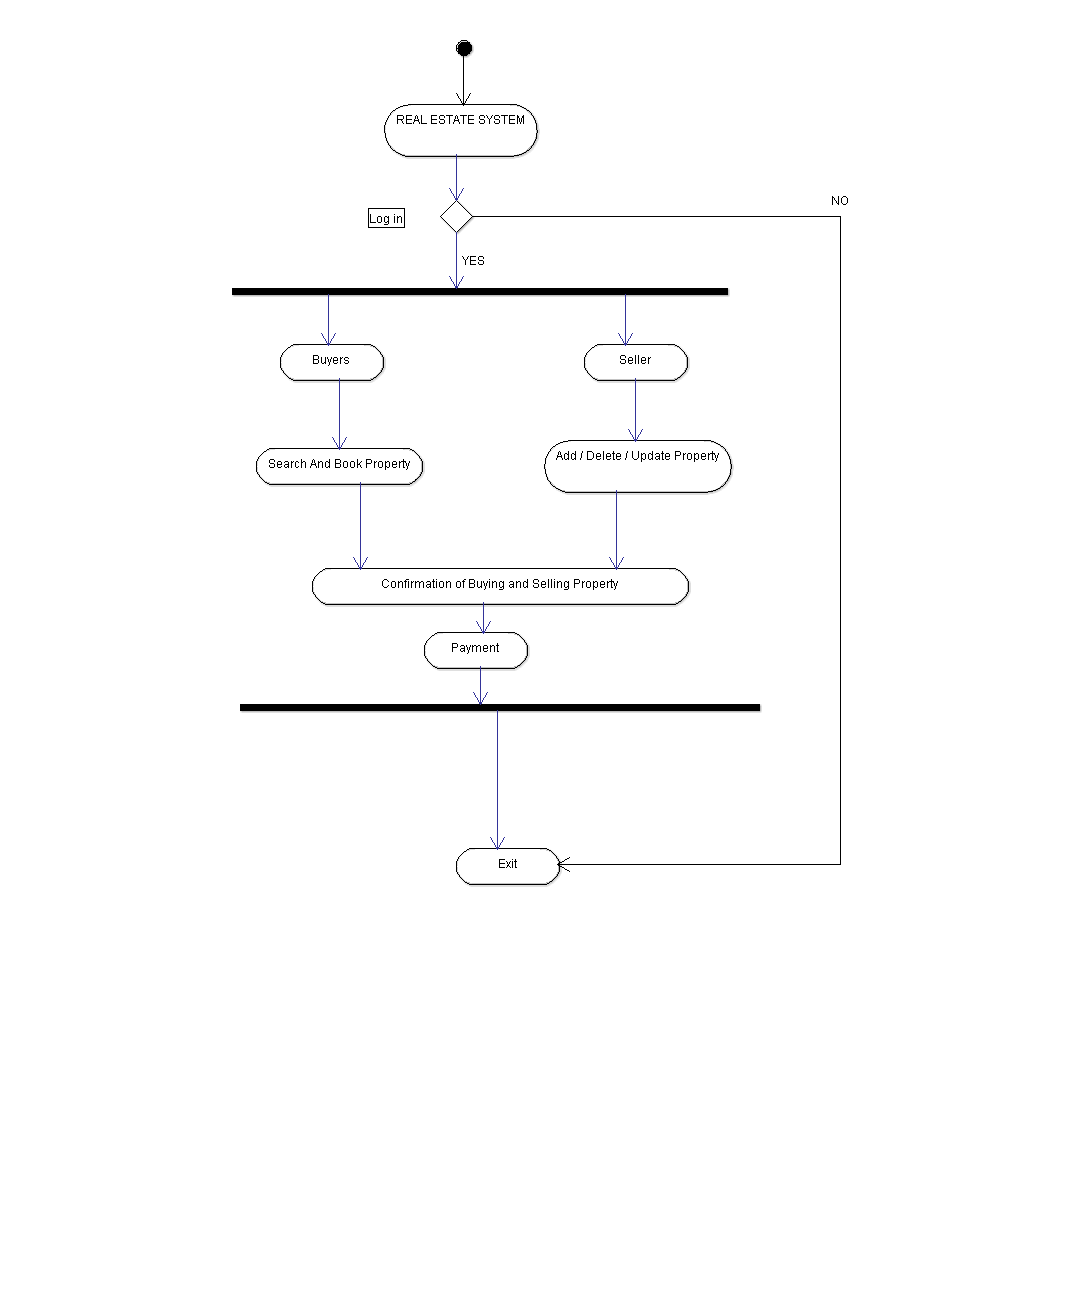 REAL ESTATE SYSTEM
NO
Log in
YES
Buyers
Seller
Search And Book Property
Add / Delete / Update Property
Confirmation of Buying and Selling Property
Payment
Exit